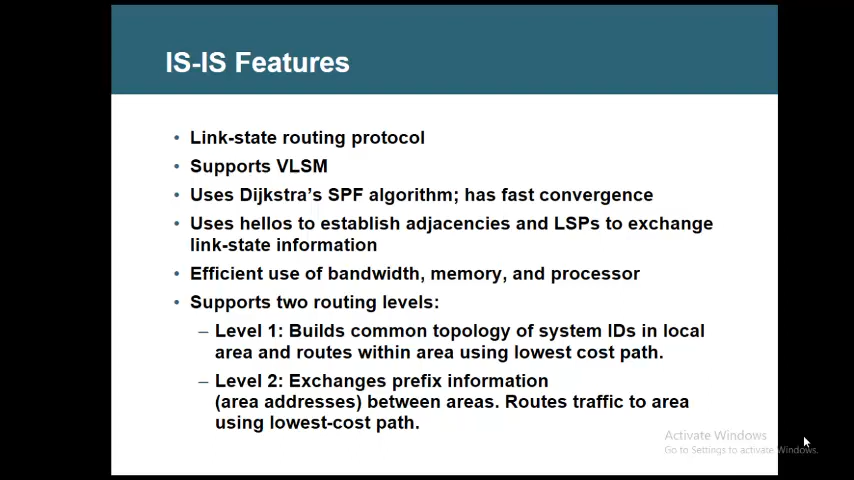 IS-IS Features
• Link-state routing protocol
• Supports VLSM
• Uses Dijkstra's SPF algorithm; has fast convergence
• Uses hellos to establish adjacencies and LSPs to exchange
link-state information
• Efficient use of bandwidth, memory, and processor
• Supports two routing levels:
– Level 1: Builds common topology of system IDs in local
area and routes within area using lowest cost path.
– Level 2: Exchanges prefix information
(area addresses) between areas. Routes traffic to area
using lowest-cost path.
Activate Windows
Go to Settings to activate Windows.